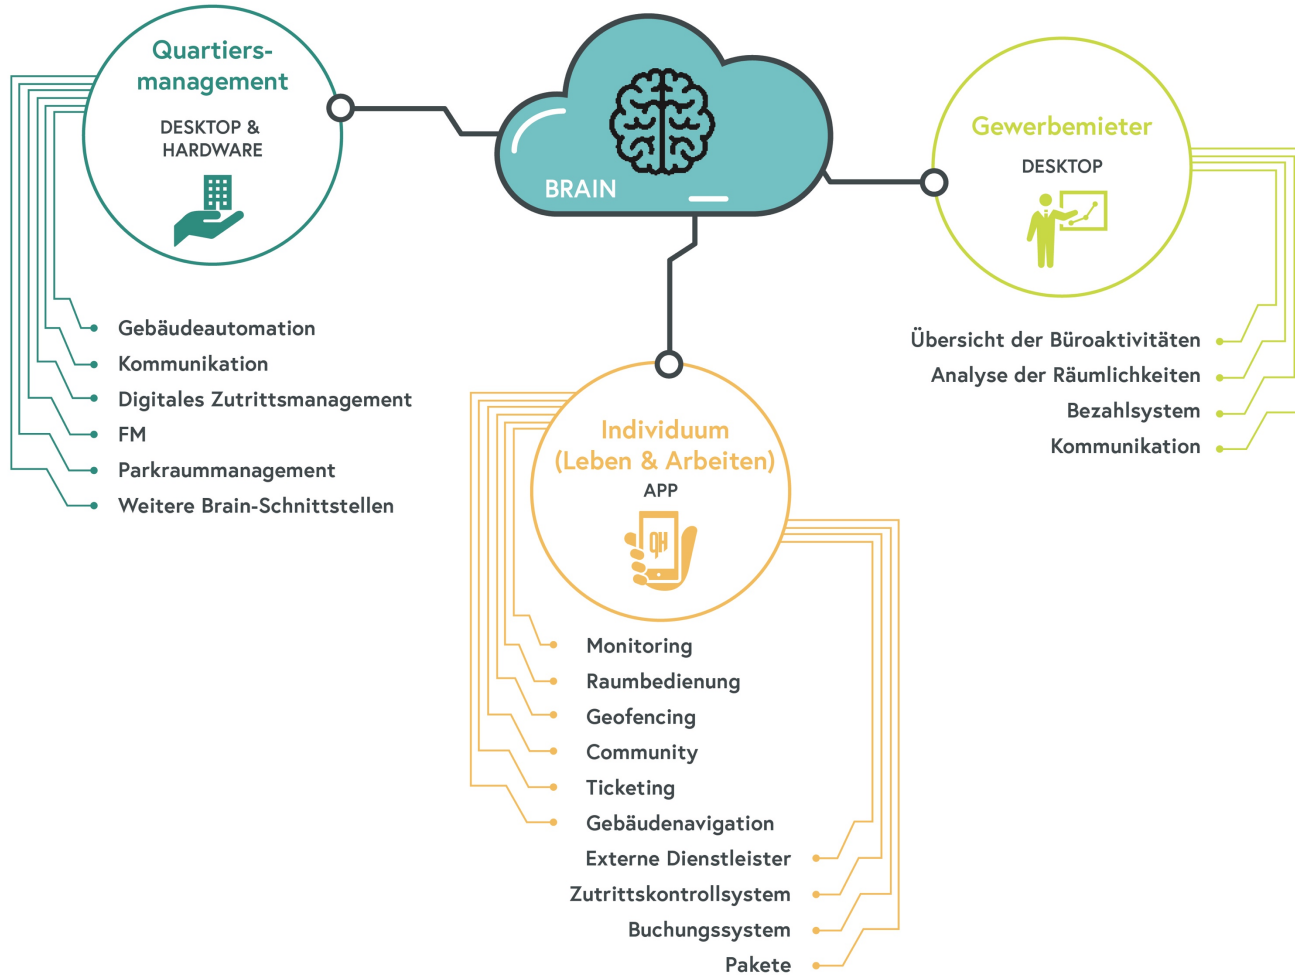 Quartiers-
management
DESKTOP &
HARDWARE
Gebäudeautomation
Kommunikation
Digitales Zutrittsmanagement
FM
Parkraummanagement
Weitere Brain-Schnittstellen
BRAIN
Individuum
(Leben & Arbeiten)
APP
qH
Monitoring
Raumbedienung
Geofencing
Community
Ticketing
Gebäudenavigation
Externe Dienstleister
Zutrittskontrollsystem
Buchungssystem
Pakete
Gewerbemieter
DESKTOP
Übersicht der Büroaktivitäten
Analyse der Räumlichkeiten
Bezahlsystem
Kommunikation